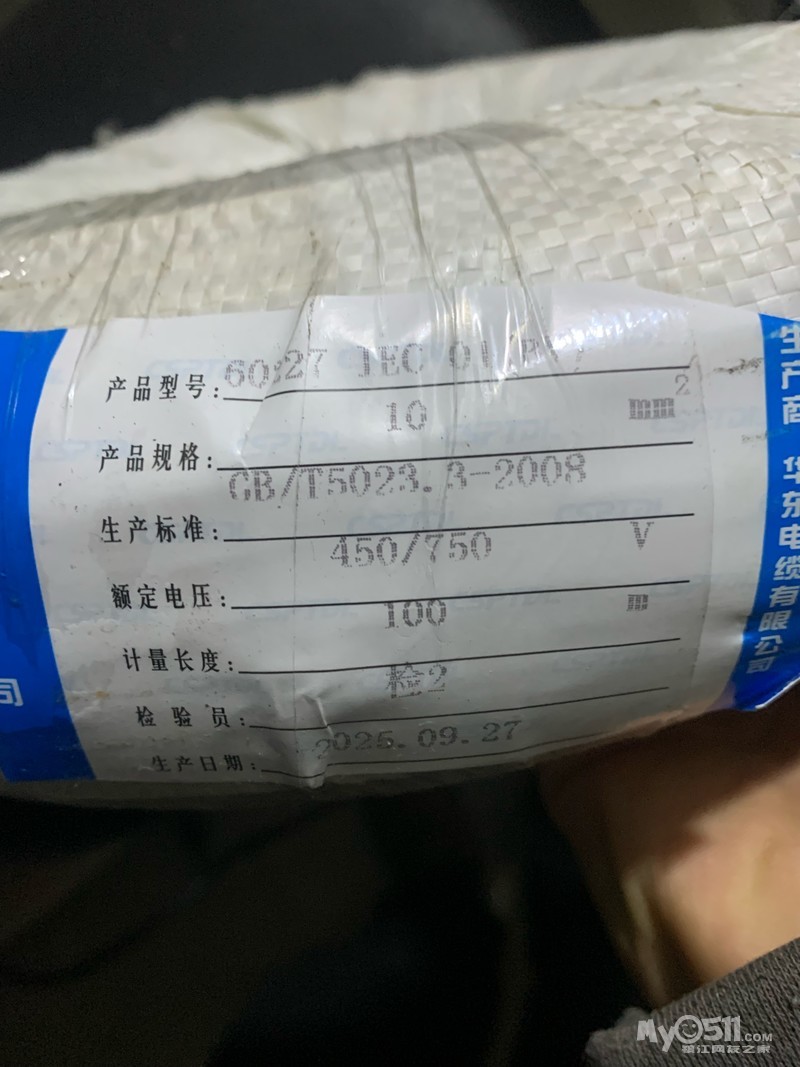 产品型号: 60227 IEC 01
产品规格: 10 mm²
生产标准: GB/T5023.3-2008
额定电压: 450/750 V
计量长度: 100 m
检验员: 检2
生产日期: 2025.09.27
生产商 华东电缆有限公司
司
MyO511.COM
镇江网友之家